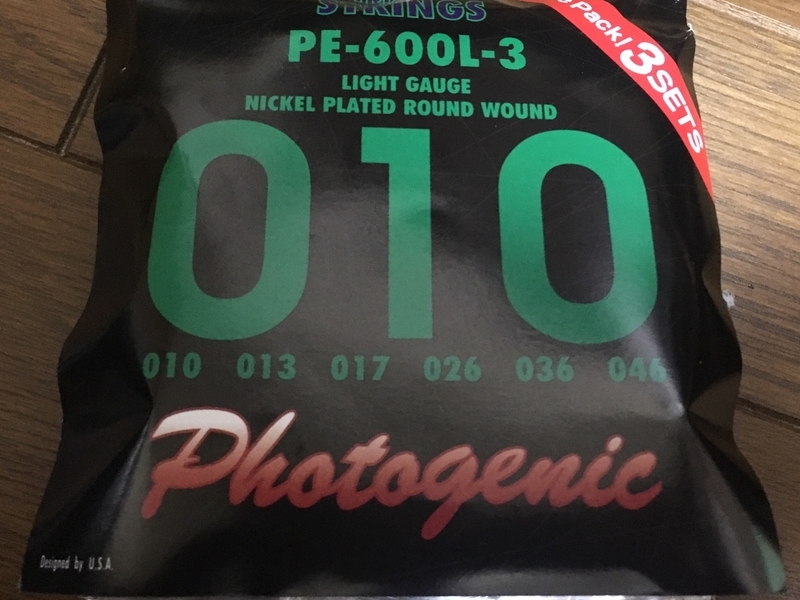 STRINGS
Pack! 3SETS
PE-600L-3
LIGHT GAUGE
NICKEL PLATED ROUND WOUND
010
010 013 017 026 036 046
Photogenic
Designed by U.S.A.